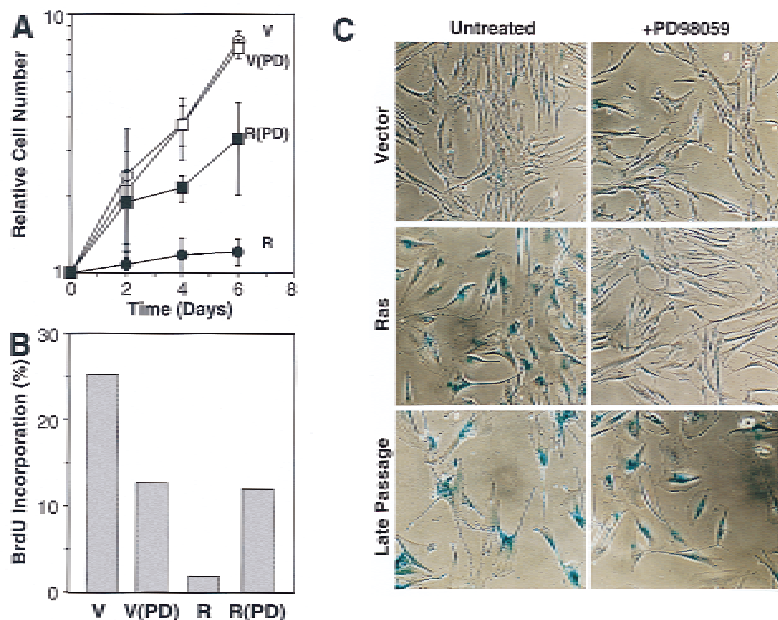 A
10
1
Relative Cell Number
V
V(PD)
R(PD)
R
0
2
4
6
8
Time (Days)
B
30
20
10
0
BrdU Incorporation (%)
V
V(PD)
R
R(PD)
C
Untreated
+PD98059
Vector
Ras
Late Passage